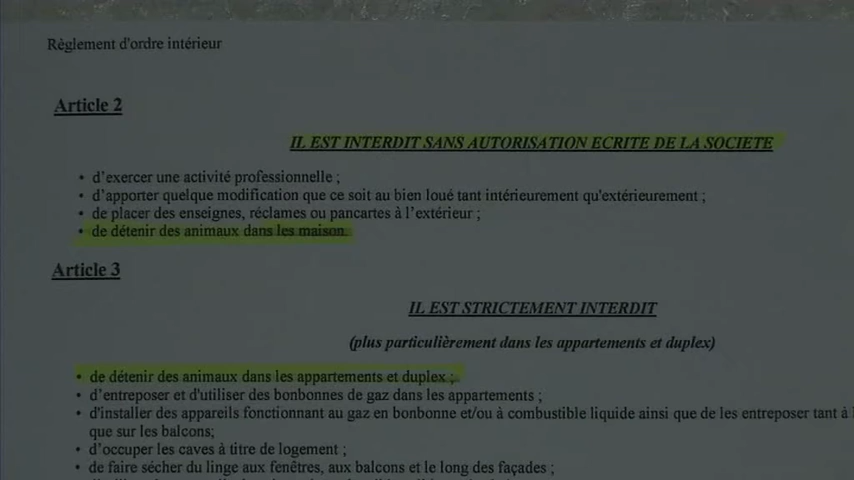 Règlement d'ordre intérieur
Article 2
IL EST INTERDIT SANS AUTORISATION ECRITE DE LA SOCIETE
• d'exercer une activité professionnelle ;
• d'apporter quelque modification que ce soit au bien loué tant intérieurement qu'extérieurement ;
• de placer des enseignes, réclames ou pancartes à l'extérieur ;
• de détenir des animaux dans les maison.
Article 3
IL EST STRICTEMENT INTERDIT
(plus particulièrement dans les appartements et duplex)
• de détenir des animaux dans les appartements et duplex ;
• d'entreposer et d'utiliser des bonbonnes de gaz dans les appartements ;
• d'installer des appareils fonctionnant au gaz en bonbonne et/ou à combustible liquide ainsi que de les entreposer tant à
que sur les balcons;
• d'occuper les caves à titre de logement ;
• de faire sécher du linge aux fenêtres, aux balcons et le long des façades ;